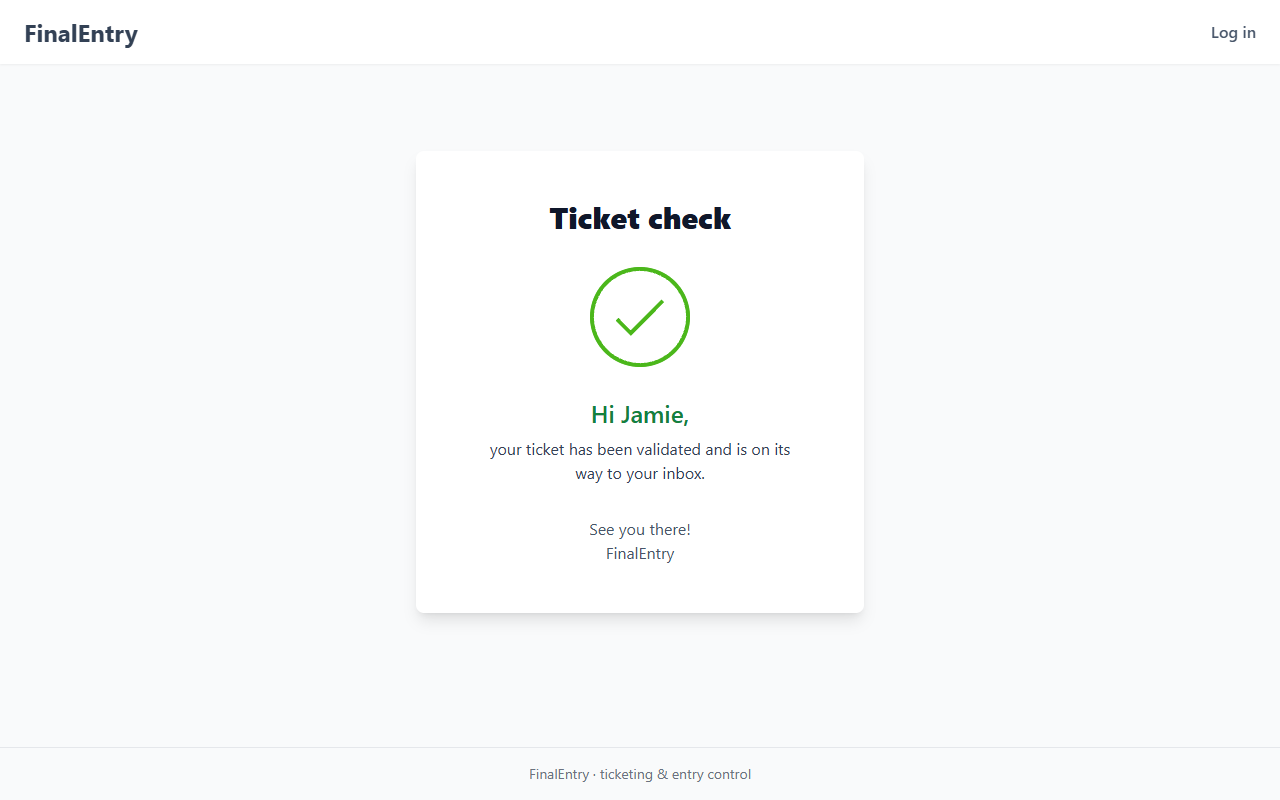 FinalEntry
Log in
Ticket check
Hi Jamie,
your ticket has been validated and is on its
way to your inbox.
See you there!
FinalEntry
FinalEntry · ticketing & entry control